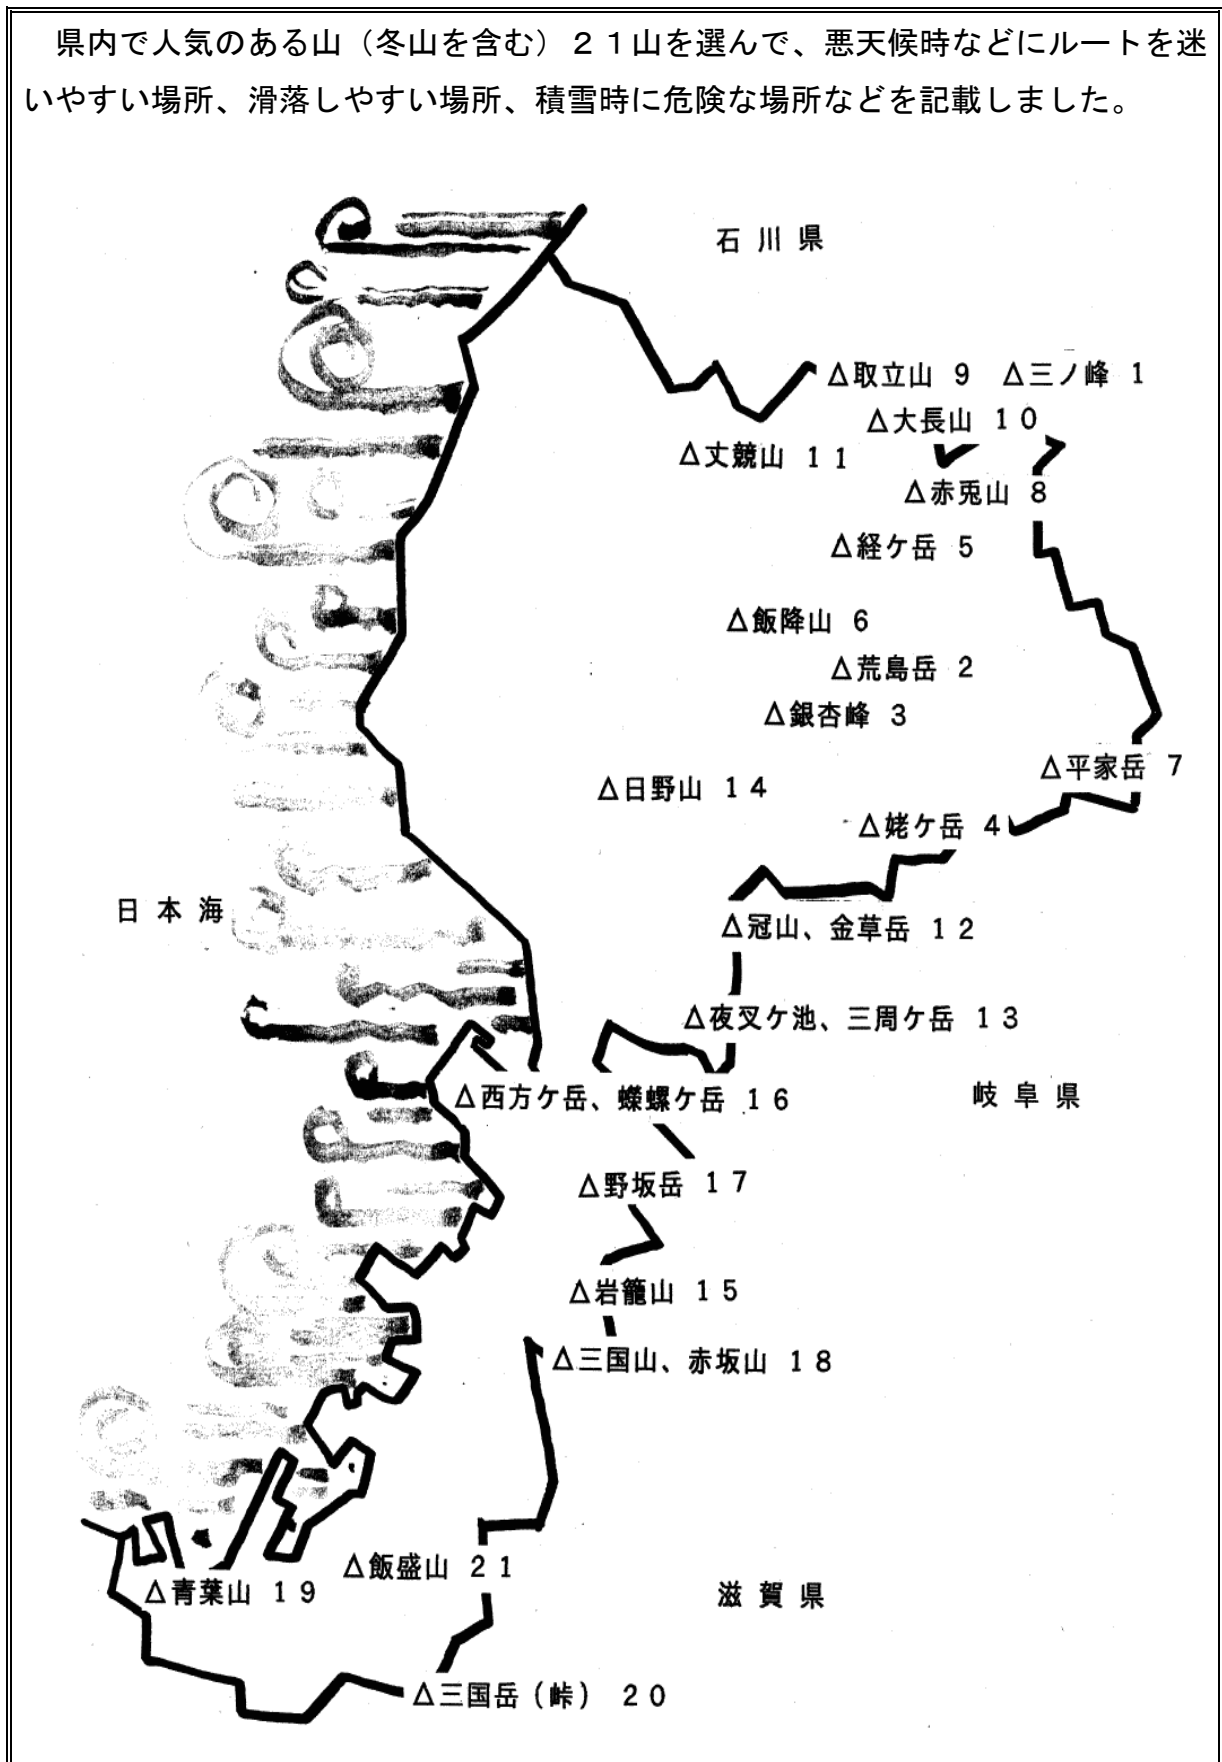 県内で人気のある山（冬山を含む）２１山を選んで、悪天候時などにルートを迷
いやすい場所、滑落しやすい場所、積雪時に危険な場所などを記載しました。
石川県
△取立山 9 △三ノ峰 1
△大長山 10
△丈競山 11
△赤兎山 8
△経ケ岳 5
△飯降山 6
△荒島岳 2
△銀杏峰 3
△平家岳 7
△日野山 14
△姥ケ岳 4
日本海
△冠山、金草岳 12
△夜叉ケ池、三周ケ岳 13
△西方ケ岳、蠑螺ケ岳 16
岐阜県
△野坂岳 17
△岩籠山 15
△三国山、赤坂山 18
△飯盛山 21
△青葉山 19
滋賀県
△三国岳（峠） 20